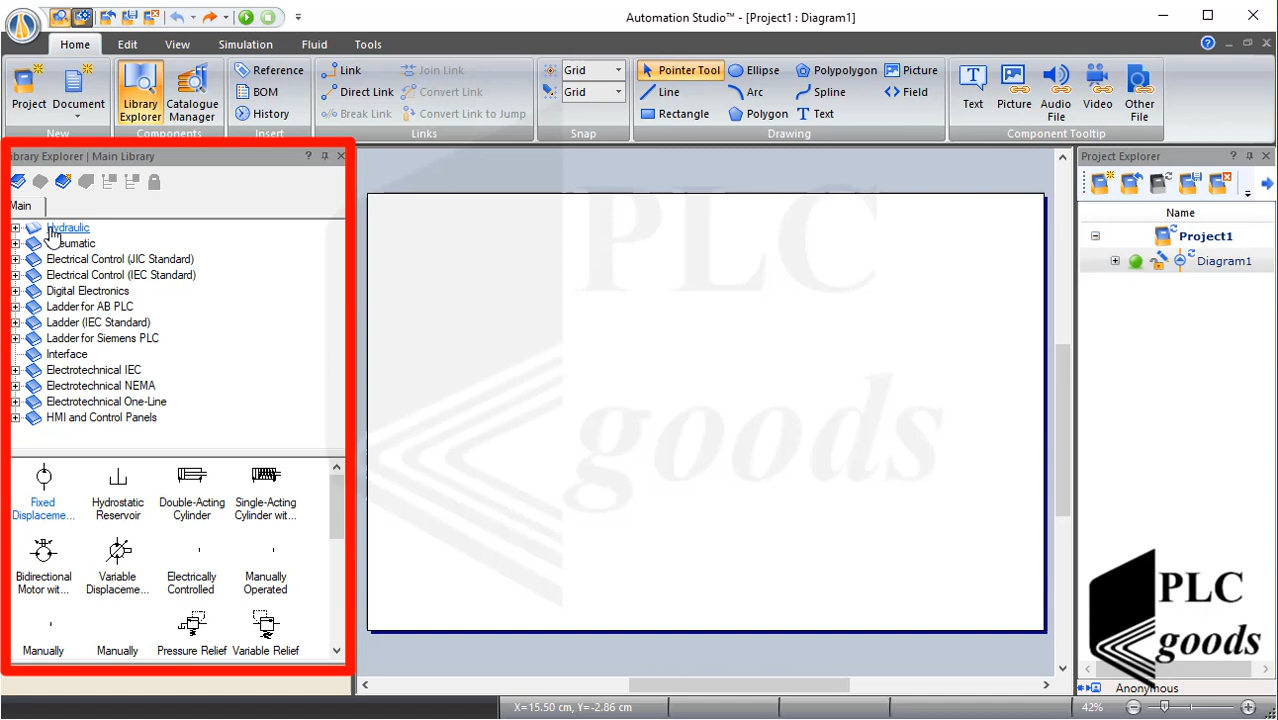 Automation Studio™ - [Project1 : Diagram1]
Home Edit View Simulation Fluid Tools
Project
Document
New
Library Explorer
Catalogue Manager
Components
Reference
BOM
History
Insert
Link
Direct Link
Break Link
Join Link
Convert Link
Convert Link to Jump
Links
Grid
Grid
Snap
Pointer Tool
Line
Rectangle
Ellipse
Arc
Polygon
Polypolygon
Spline
Text
Picture
Field
Drawing
Text
Picture
Audio File
Video
Other File
Component Tooltip
ibrary Explorer | Main Library
Main
Hydraulic
eumatic
Electrical Control (JIC Standard)
Electrical Control (IEC Standard)
Digital Electronics
Ladder for AB PLC
Ladder (IEC Standard)
Ladder for Siemens PLC
Interface
Electrotechnical IEC
Electrotechnical NEMA
Electrotechnical One-Line
HMI and Control Panels
Fixed Displaceme...
Hydrostatic Reservoir
Double-Acting Cylinder
Single-Acting Cylinder wit...
Bidirectional Motor wit...
Variable Displaceme...
Electrically Controlled
Manually Operated
Manually
Manually
Pressure Relief
Variable Relief
PLC
goods
Project Explorer
Name
Project1
Diagram1
PLC
goods
Anonymous
X=15.50 cm, Y=-2.86 cm
42%